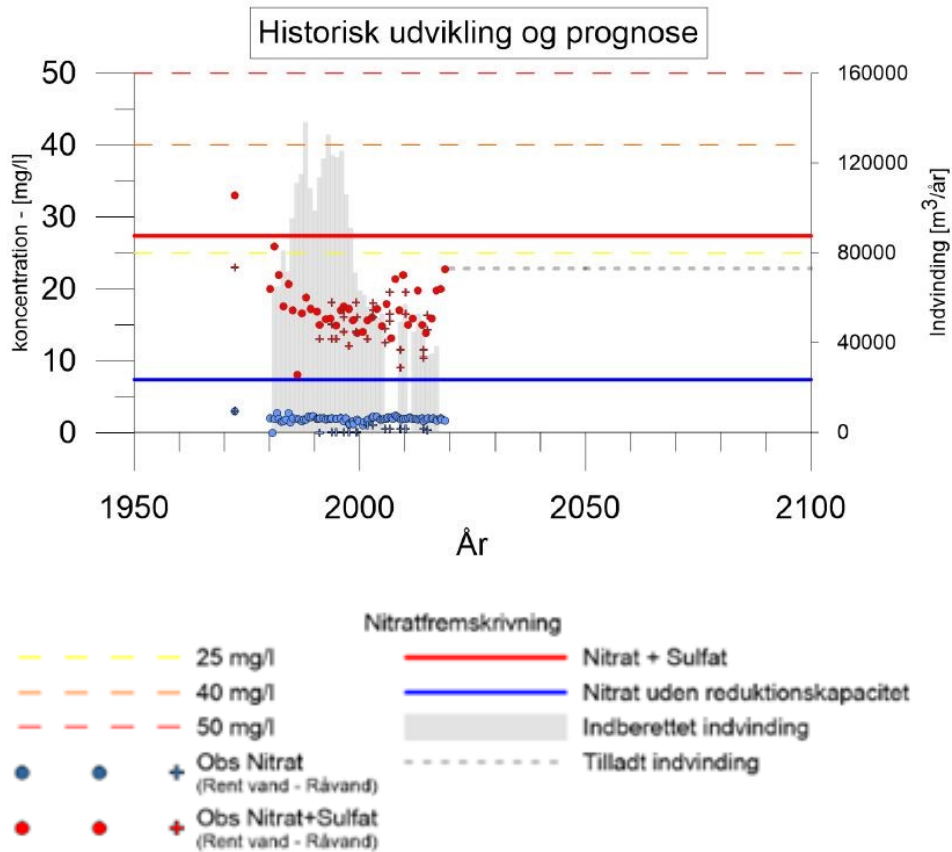 Historisk udvikling og prognose
50
40
30
20
10
0
koncentration - [mg/l]
160000
120000
80000
40000
0
Indvinding [m³/år]
1950
2000
2050
2100
År
Nitratfremskrivning
25 mg/l
40 mg/l
50 mg/l
Obs Nitrat
(Rent vand - Råvand)
Obs Nitrat+Sulfat
(Rent vand - Råvand)
Nitrat + Sulfat
Nitrat uden reduktionskapacitet
Indberettet indvinding
Tilladt indvinding